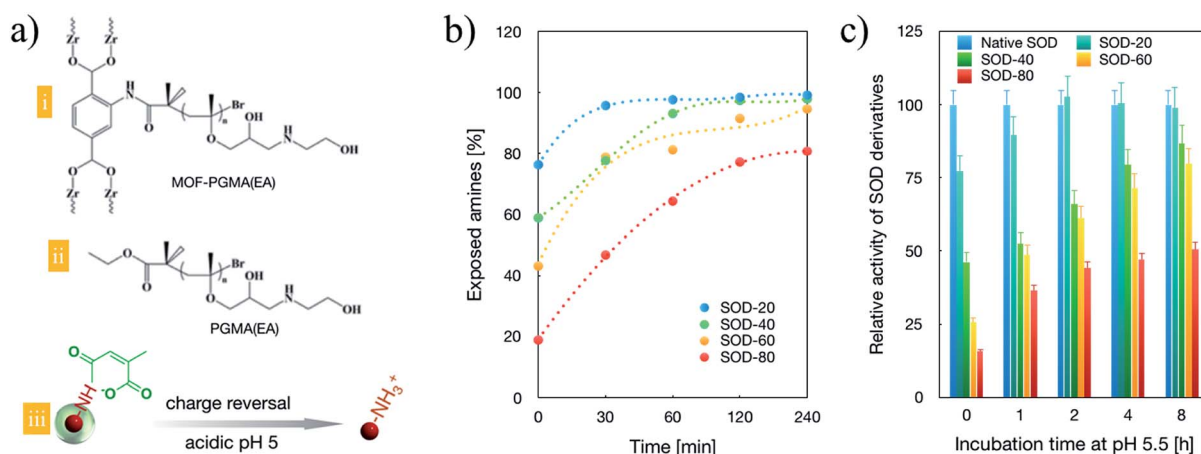 a)
Zr Zr
O O O O
i
H
N
O
Br
n
O
OH
H
N
OH
O O O O
Zr Zr
MOF-PGMA(EA)
ii
O
O
Br
n
O
OH
H
N
OH
PGMA(EA)
iii
O
-O
O
-NH
charge reversal
acidic pH 5
-NH3+
b)
Exposed amines [%]
120
100
80
60
40
20
0
SOD-20
SOD-40
SOD-60
SOD-80
0 30 60 120 240
Time [min]
c)
Relative activity of SOD derivatives
Native SOD SOD-20
SOD-40 SOD-60
SOD-80
125
100
75
50
25
0
0 1 2 4 8
Incubation time at pH 5.5 [h]